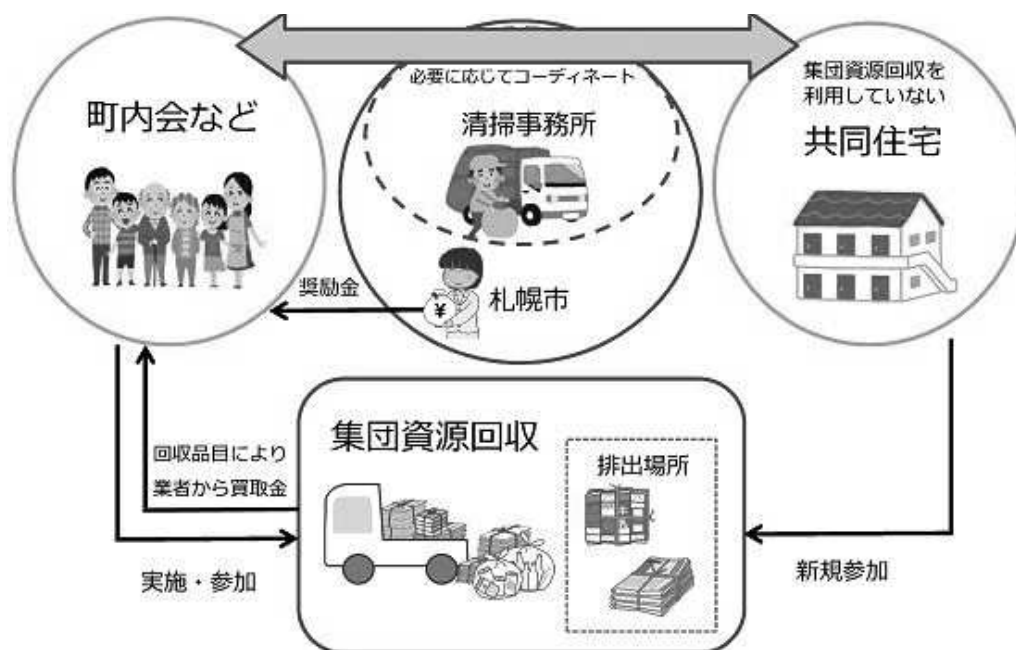 町内会など
必要に応じてコーディネート
清掃事務所
集団資源回収を
利用していない
共同住宅
奨励金
¥
札幌市
回収品目により
業者から買取金
集団資源回収
排出場所
実施・参加
新規参加